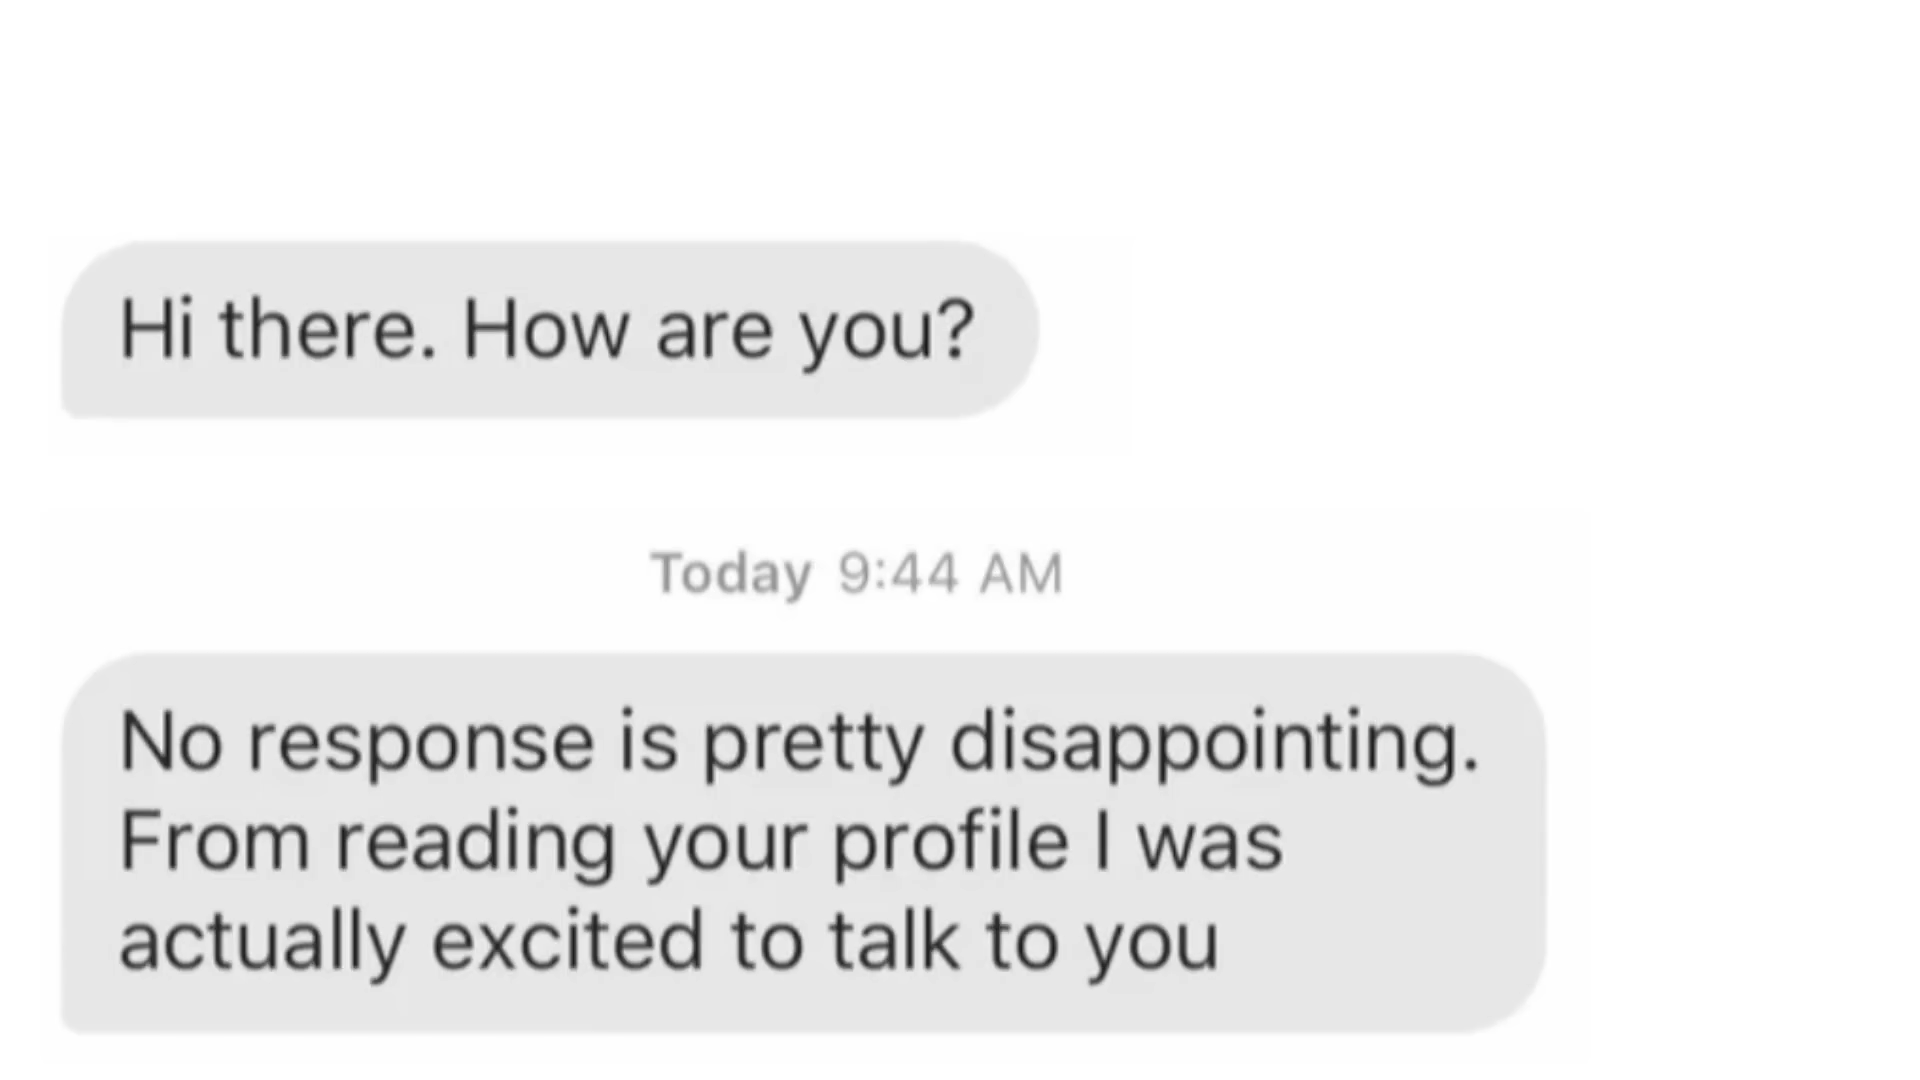 Hi there. How are you?
Today 9:44 AM
No response is pretty disappointing.
From reading your profile I was
actually excited to talk to you